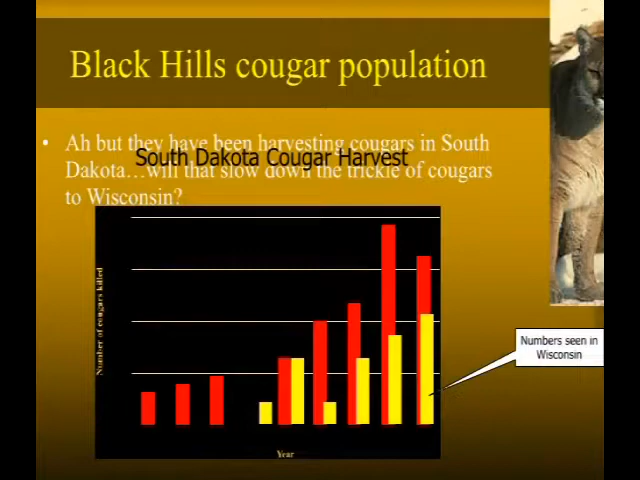 Black Hills cougar population
• Ah but they have been harvesting cougars in South
Dakota…will that slow down the trickle of cougars
to Wisconsin?
South Dakota Cougar Harvest
Number of cougars killed
Numbers seen in
Wisconsin
Year